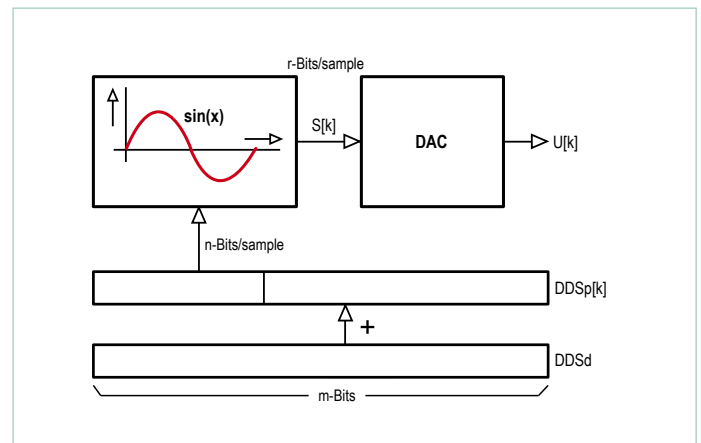 r-Bits/sample
sin(x)
S[k]
DAC
U[k]
n-Bits/sample
DDSp[k]
+
DDSd
m-Bits